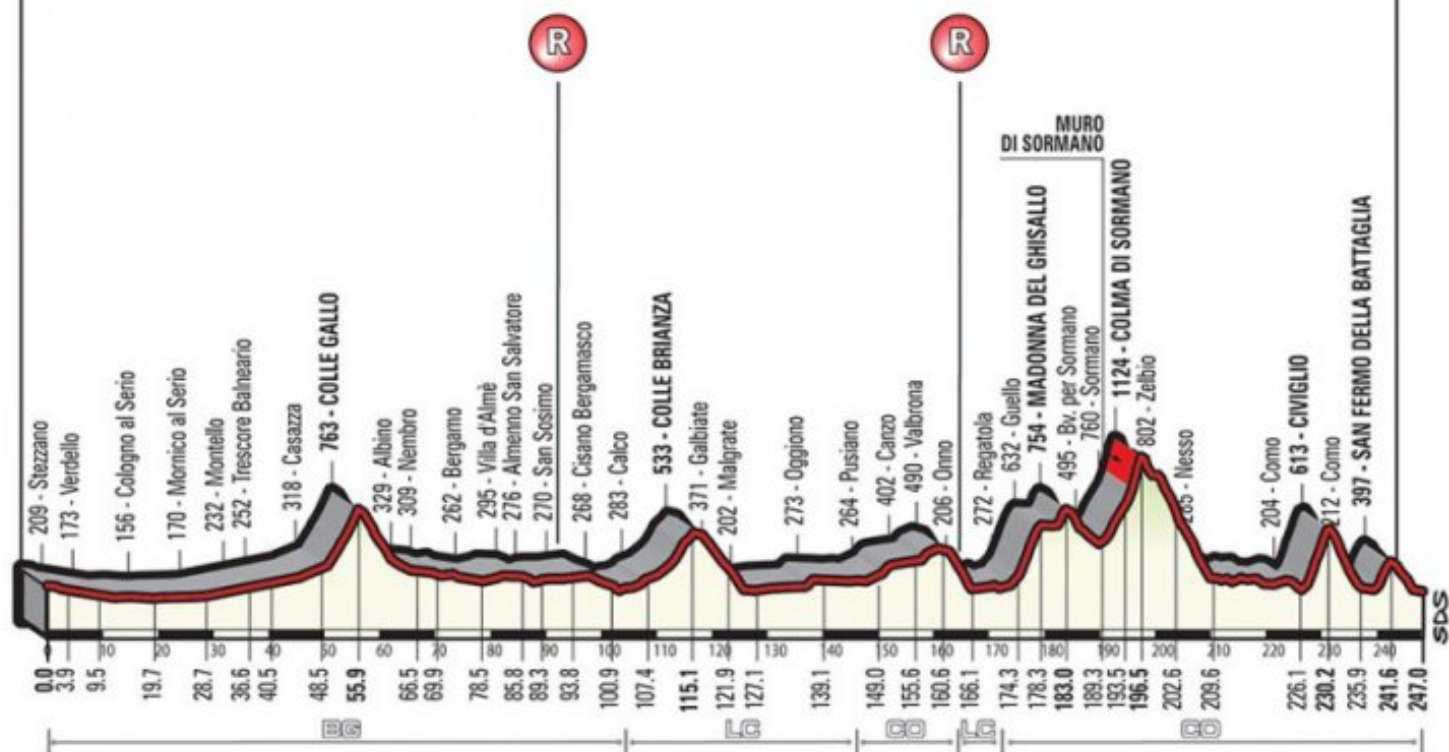 R
R
MURO
DI SORMANO
209 - Stezzano
173 - Verdello
156 - Cologno al Serio
170 - Mornico al Serio
232 - Montello
252 - Trescore Balneario
318 - Casazza
763 - COLLE GALLO
329 - Albino
309 - Nembro
262 - Bergamo
295 - Villa d'Almè
276 - Almenno San Salvatore
270 - San Sosimo
268 - Cisano Bergamasco
283 - Calco
533 - COLLE BRIANZA
371 - Galbiate
202 - Malgrate
273 - Oggiono
264 - Pusiano
402 - Canzo
490 - Valbrona
206 - Onno
272 - Regatola
632 - Guello
754 - MADONNA DEL GHISALLO
495 - Bv. per Sormano
760 - Sormano
1124 - COLMA DI SORMANO
802 - Zelbio
265 - Nesso
204 - Como
613 - CIVIGLIO
212 - Como
397 - SAN FERMO DELLA BATTAGLIA
SDS
0 10 20 30 40 50 60 70 80 90 100 110 120 130 140 150 160 170 180 190 200 210 220 230 240
0.0 3.9 9.5 19.7 28.7 36.6 40.5 48.5 55.9 66.5 69.9 78.5 85.8 89.3 93.8 100.9 107.4 115.1 121.9 127.1 139.1 149.0 155.6 160.6 166.1 174.3 178.3 183.0 189.3 193.5 196.5 202.6 209.6 226.1 230.2 235.9 241.6 247.0
BG LC CO LC CO